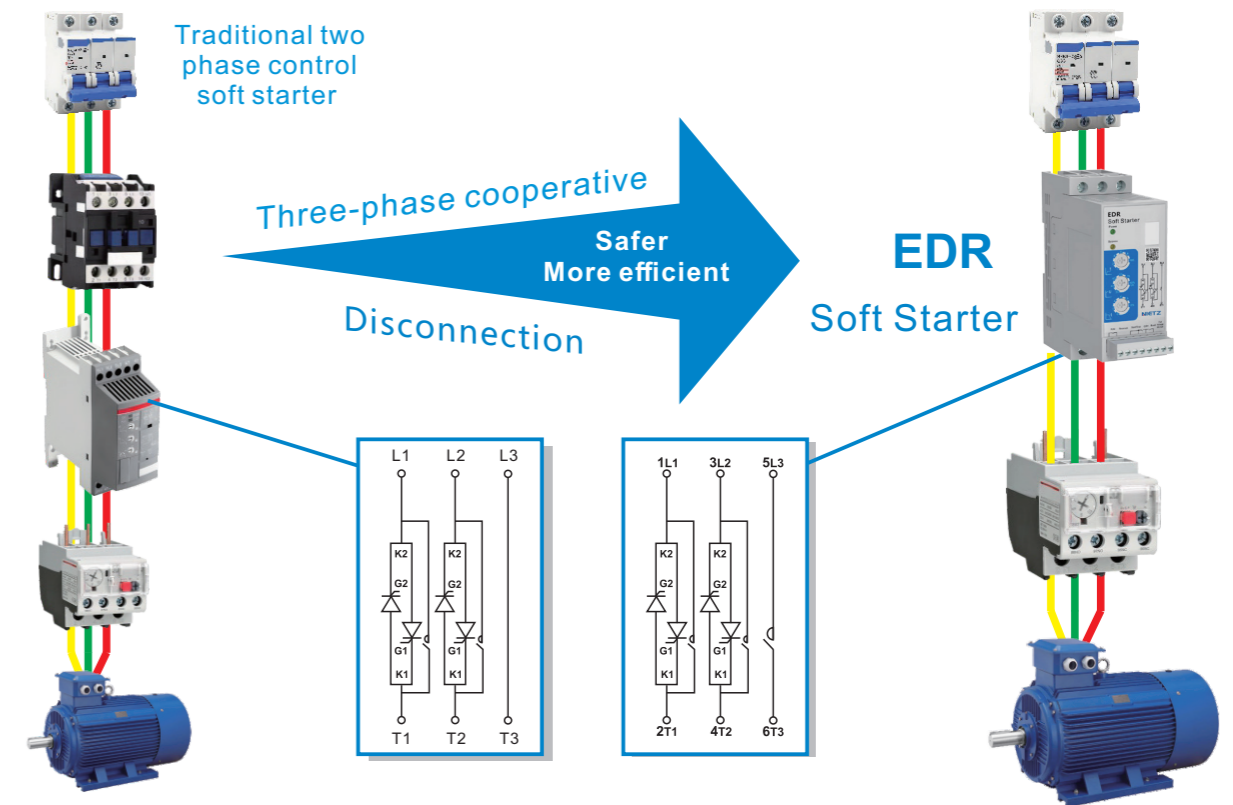 Traditional two
phase control
soft starter
Three-phase cooperative
Safer
More efficient
Disconnection
EDR
Soft Starter
EDR
Soft Starter
NIETZ
L1 L2 L3
K2 K2
G2 G2
G1 G1
K1 K1
T1 T2 T3
1L1 3L2 5L3
K2 K2
G2 G2
G1 G1
K1 K1
2T1 4T2 6T3